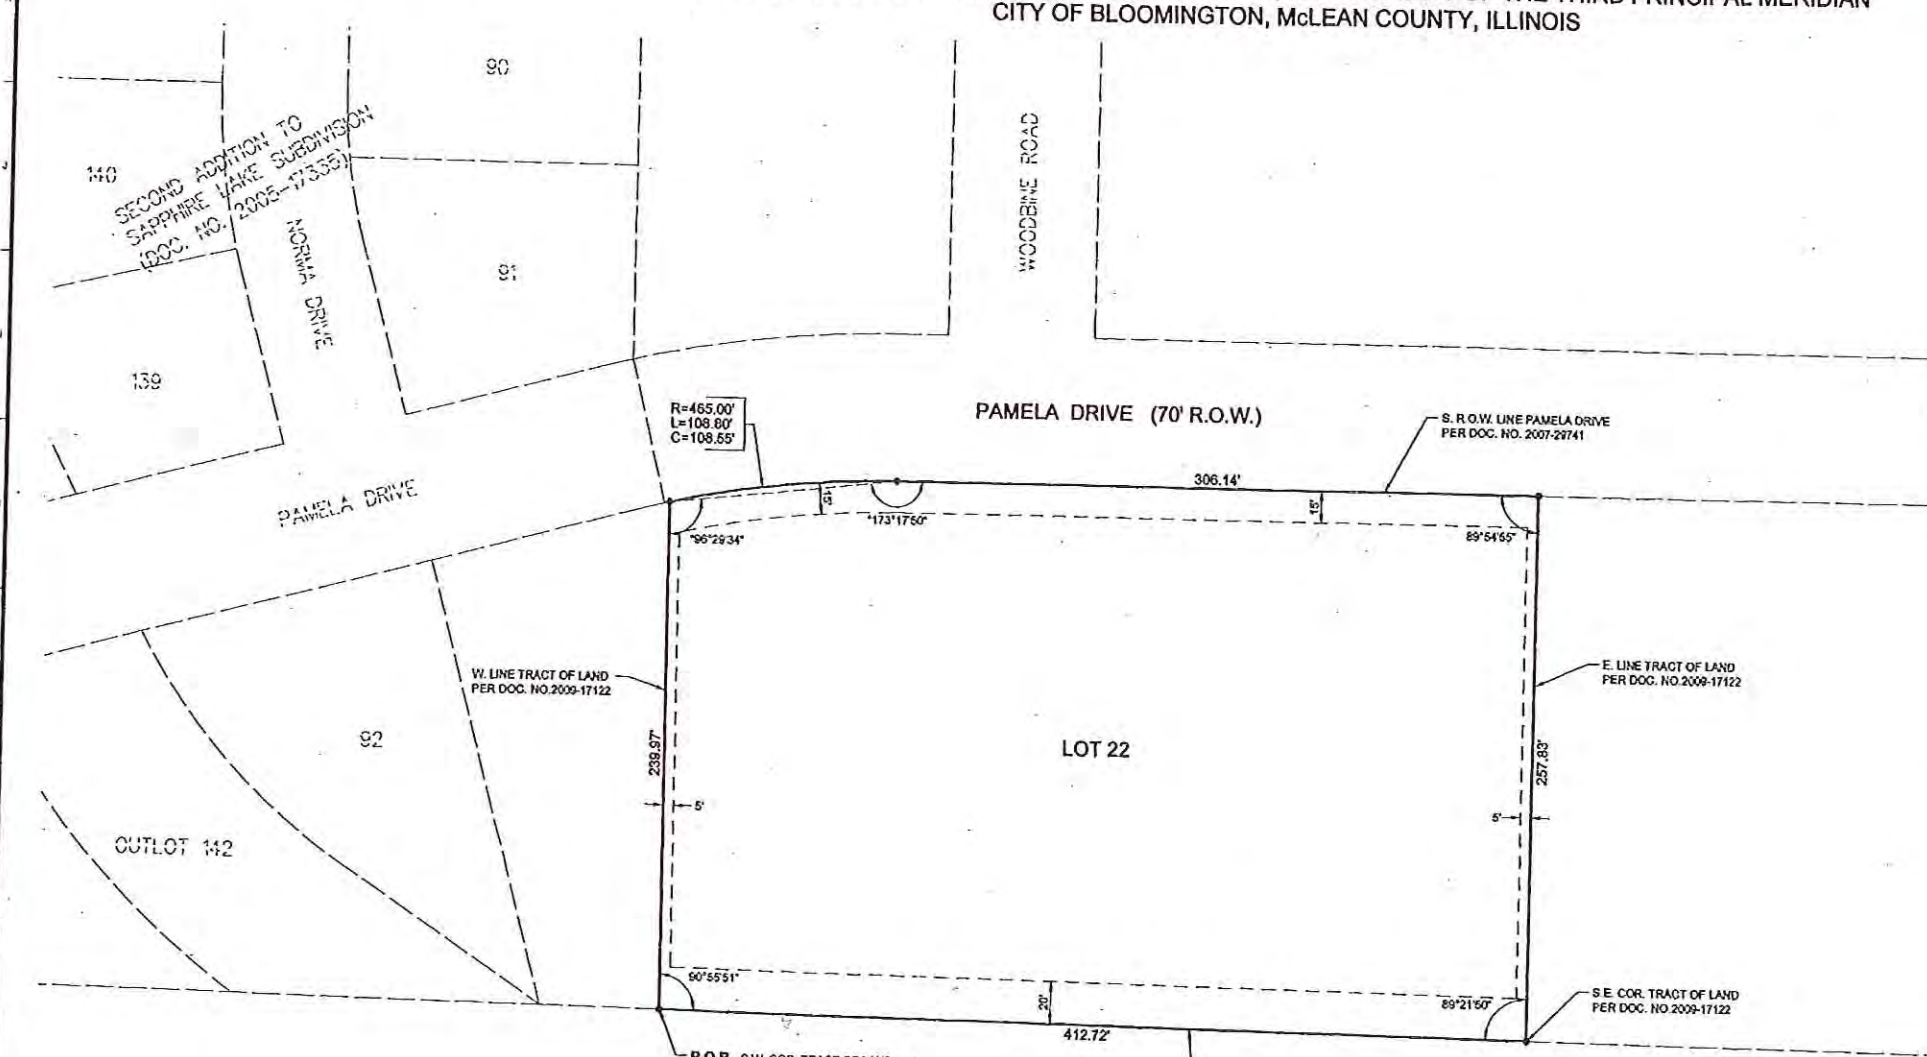 CITY OF BLOOMINGTON, McLEAN COUNTY, ILLINOIS
90
140
SECOND ADDITION TO
SAPPHIRE LAKE SUBDIVISION
(DOC. NO. 2005-17335)
NORMA DRIVE
WOODBINE ROAD
91
139
R=465.00'
L=108.80'
C=108.55'
PAMELA DRIVE (70' R.O.W.)
S. R.O.W. LINE PAMELA DRIVE
PER DOC. NO. 2007-29741
306.14'
PAMELA DRIVE
15'
15'
*173°17'50"
*96°29'34"
89°54'55"
W. LINE TRACT OF LAND
PER DOC. NO.2009-17122
E. LINE TRACT OF LAND
PER DOC. NO.2009-17122
92
239.97'
LOT 22
257.83'
5'
5'
OUTLOT 142
90°55'51"
20'
89°21'50"
S.E. COR. TRACT OF LAND
PER DOC. NO.2009-17122
412.72'
P.O.B.